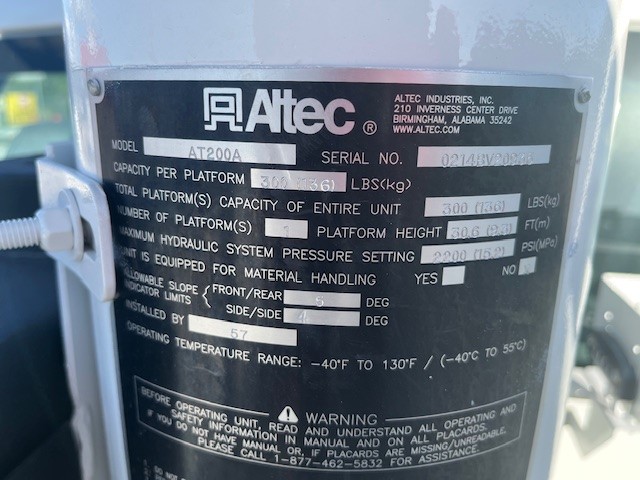 Altec ®
ALTEC INDUSTRIES, INC.
210 INVERNESS CENTER DRIVE
BIRMINGHAM, ALABAMA 35242
WWW.ALTEC.COM
MODEL AT200A SERIAL NO.
CAPACITY PER PLATFORM 300 (136) LBS(kg)
TOTAL PLATFORM(S) CAPACITY OF ENTIRE UNIT 300 (136) LBS(kg)
NUMBER OF PLATFORM(S) 1 PLATFORM HEIGHT 30.6 (9.3) FT(m)
MAXIMUM HYDRAULIC SYSTEM PRESSURE SETTING 2200 (15.2) PSI(MPa)
UNIT IS EQUIPPED FOR MATERIAL HANDLING YES NO
ALLOWABLE SLOPE INDICATOR LIMITS { FRONT/REAR 5 DEG
SIDE/SIDE DEG
INSTALLED BY 57
OPERATING TEMPERATURE RANGE: -40°F TO 130°F / (-40°C TO 55°C)
WARNING
BEFORE OPERATING UNIT, READ AND UNDERSTAND ALL OPERATING AND
SAFETY INFORMATION IN MANUAL AND ON ALL PLACARDS.
IF YOU DO NOT HAVE MANUAL OR, IF PLACARDS ARE MISSING/UNREADABLE,
PLEASE CALL 1-877-462-5832 FOR ASSISTANCE.